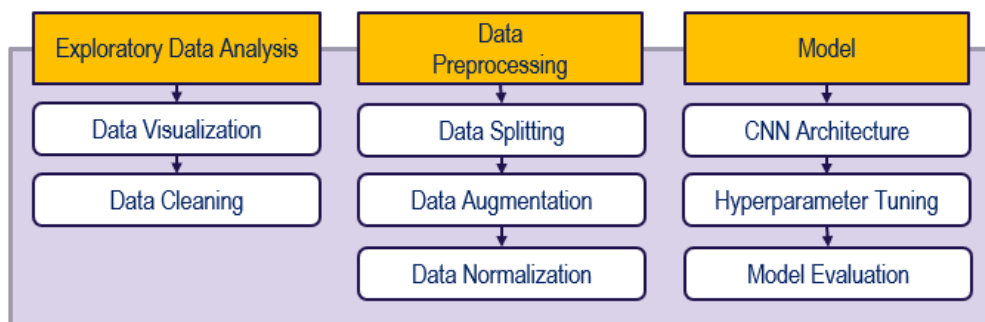 Exploratory Data Analysis
Data Visualization
Data Cleaning
Data
Preprocessing
Data Splitting
Data Augmentation
Data Normalization
Model
CNN Architecture
Hyperparameter Tuning
Model Evaluation